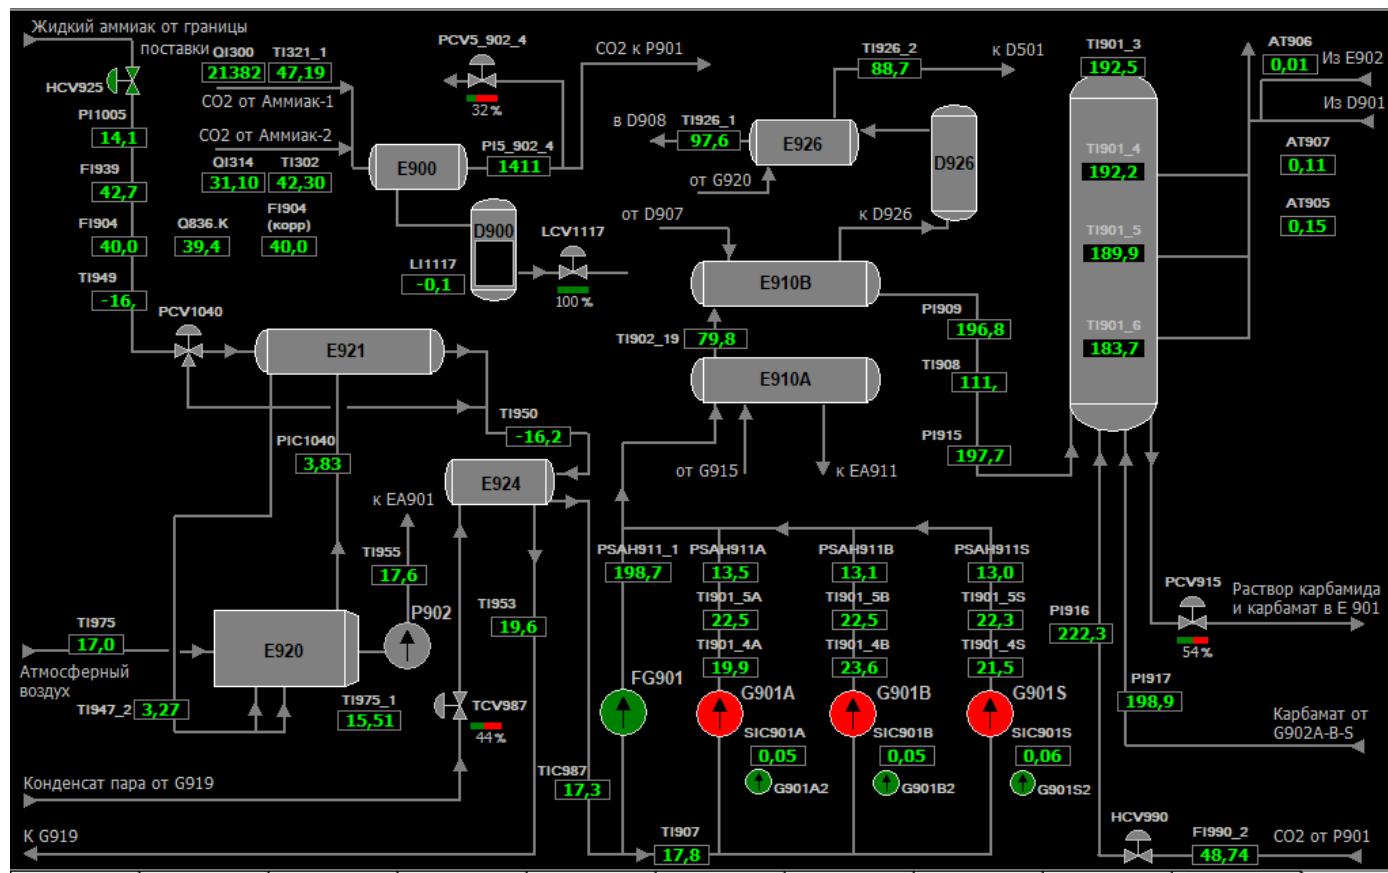 Жидкий аммиак от границы
поставки
HCV925
PI1005
14,1
FI939
42,7
FI904
40,0
TI949
-16,
QI300
21382
TI321_1
47,19
CO2 от Аммиак-1
CO2 от Аммиак-2
QI314
31,10
TI302
42,30
Q836.K
39,4
FI904
(корр)
40,0
PCV1040
E921
PIC1040
3,83
E900
PCV5_902_4
32 %
PI5_902_4
1411
CO2 к P901
D900
LI1117
-0,1
LCV1117
100 %
TI926_2
88,7
к D501
в D908
TI926_1
97,6
E926
D926
от G920
от D907
к D926
E910B
TI902_19
79,8
E910A
от G915
к EA911
PI909
196,8
TI908
111,
PI915
197,7
TI901_3
192,5
TI901_4
192,2
TI901_5
189,9
TI901_6
183,7
AT906
0,01
Из E902
Из D901
AT907
0,11
AT905
0,15
TI950
-16,2
E924
к EA901
TI955
17,6
P902
TI975
17,0
Атмосферный
воздух
E920
TI947_2
3,27
TI975_1
15,51
TI953
19,6
TCV987
44 %
TIC987
17,3
Конденсат пара от G919
К G919
PSAH911_1
198,7
PSAH911A
13,5
PSAH911B
13,1
PSAH911S
13,0
TI901_5A
22,5
TI901_5B
22,5
TI901_5S
22,3
TI901_4A
19,9
TI901_4B
23,6
TI901_4S
21,5
FG901
G901A
G901B
G901S
SIC901A
0,05
SIC901B
0,05
SIC901S
0,06
G901A2
G901B2
G901S2
TI907
17,8
PI916
222,3
PI917
198,9
PCV915
54 %
Раствор карбамида
и карбамат в E 901
Карбамат от
G902A-B-S
HCV990
FI990_2
48,74
CO2 от P901